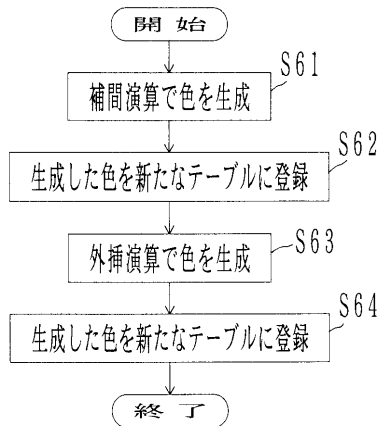 開始
S61
補間演算で色を生成
S62
生成した色を新たなテーブルに登録
S63
外挿演算で色を生成
S64
生成した色を新たなテーブルに登録
終了